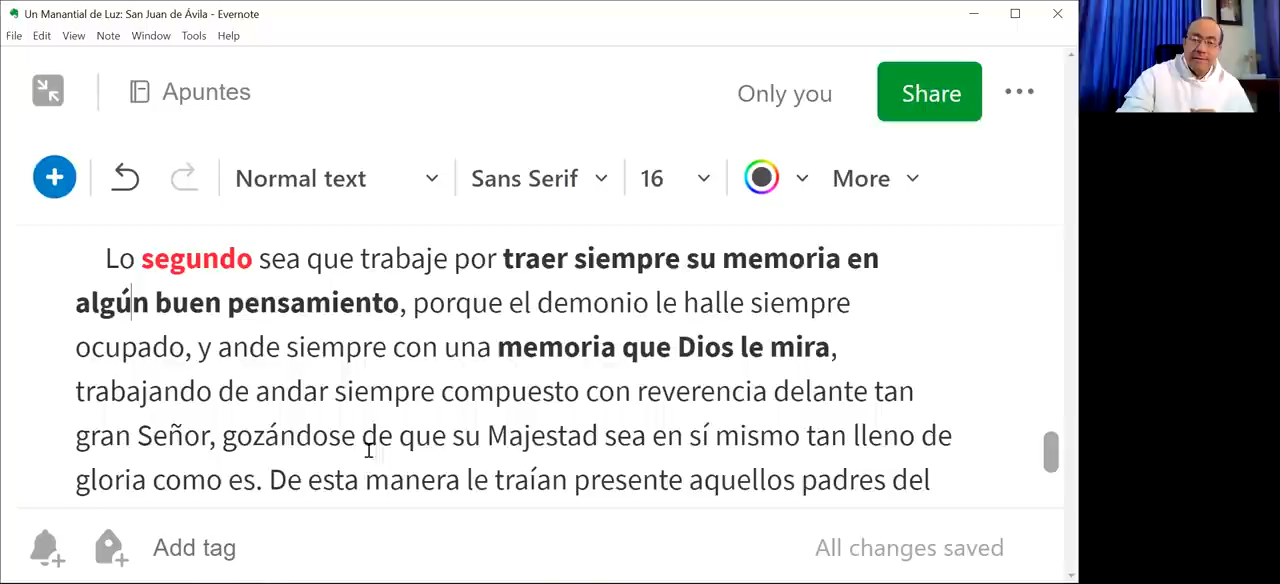 Un Manantial de Luz: San Juan de Ávila - Evernote
File Edit View Note Window Tools Help
Apuntes Only you Share
Normal text Sans Serif 16 More
Lo segundo sea que trabaje por traer siempre su memoria en
algún buen pensamiento, porque el demonio le halle siempre
ocupado, y ande siempre con una memoria que Dios le mira,
trabajando de andar siempre compuesto con reverencia delante tan
gran Señor, gozándose de que su Majestad sea en sí mismo tan lleno de
gloria como es. De esta manera le traían presente aquellos padres del
Add tag All changes saved